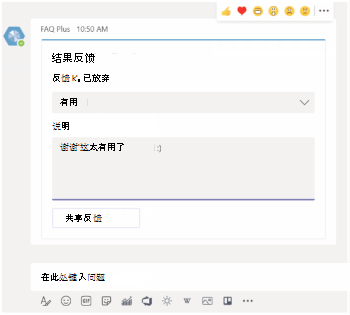 FAQ Plus 10:50 AM
结果反馈
反馈 K. 已放弃
有用
说明
谢谢 太有用了 :)
共享反馈
在此处键入问题
GIF